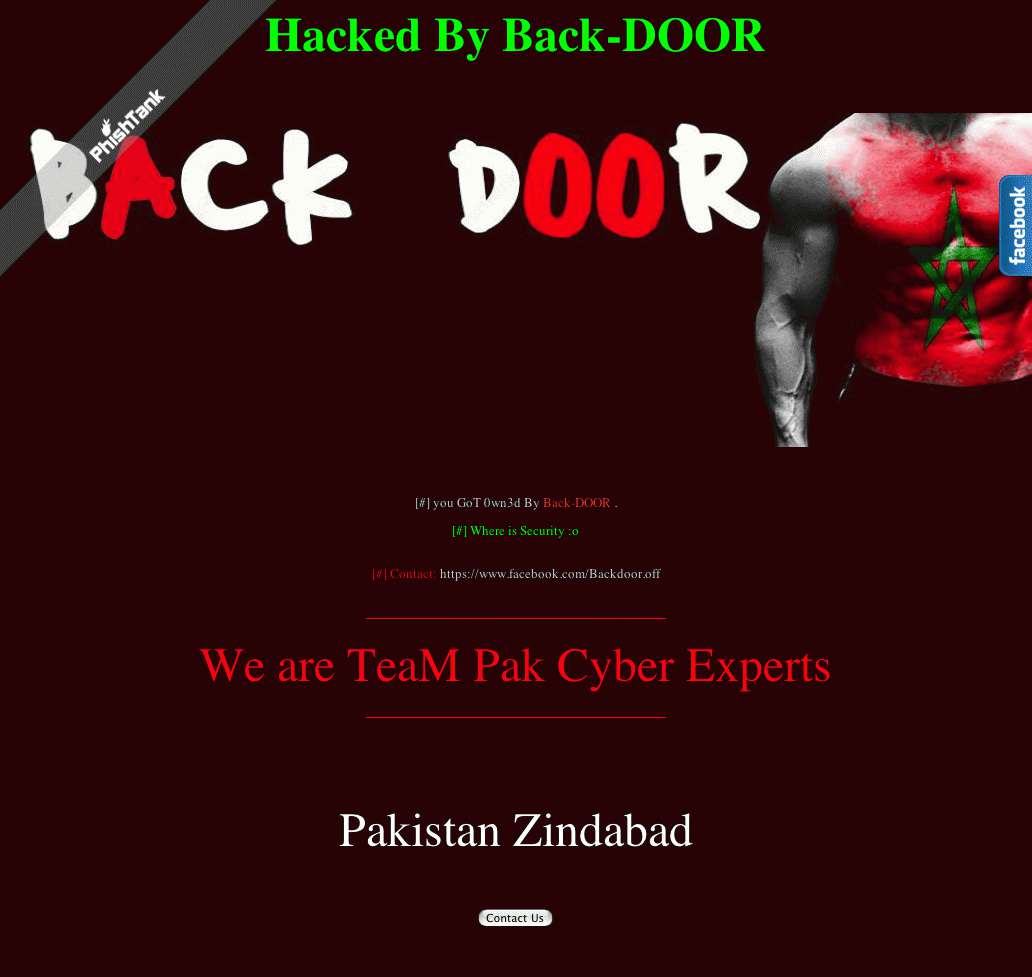 Hacked By Back-DOOR
PhishTank
BACK DOOR
facebook
[#] you GoT 0wn3d By Back-DOOR .
[#] Where is Security :o
[#] Contact: https://www.facebook.com/Backdoor.off
We are TeaM Pak Cyber Experts
Pakistan Zindabad
Contact Us